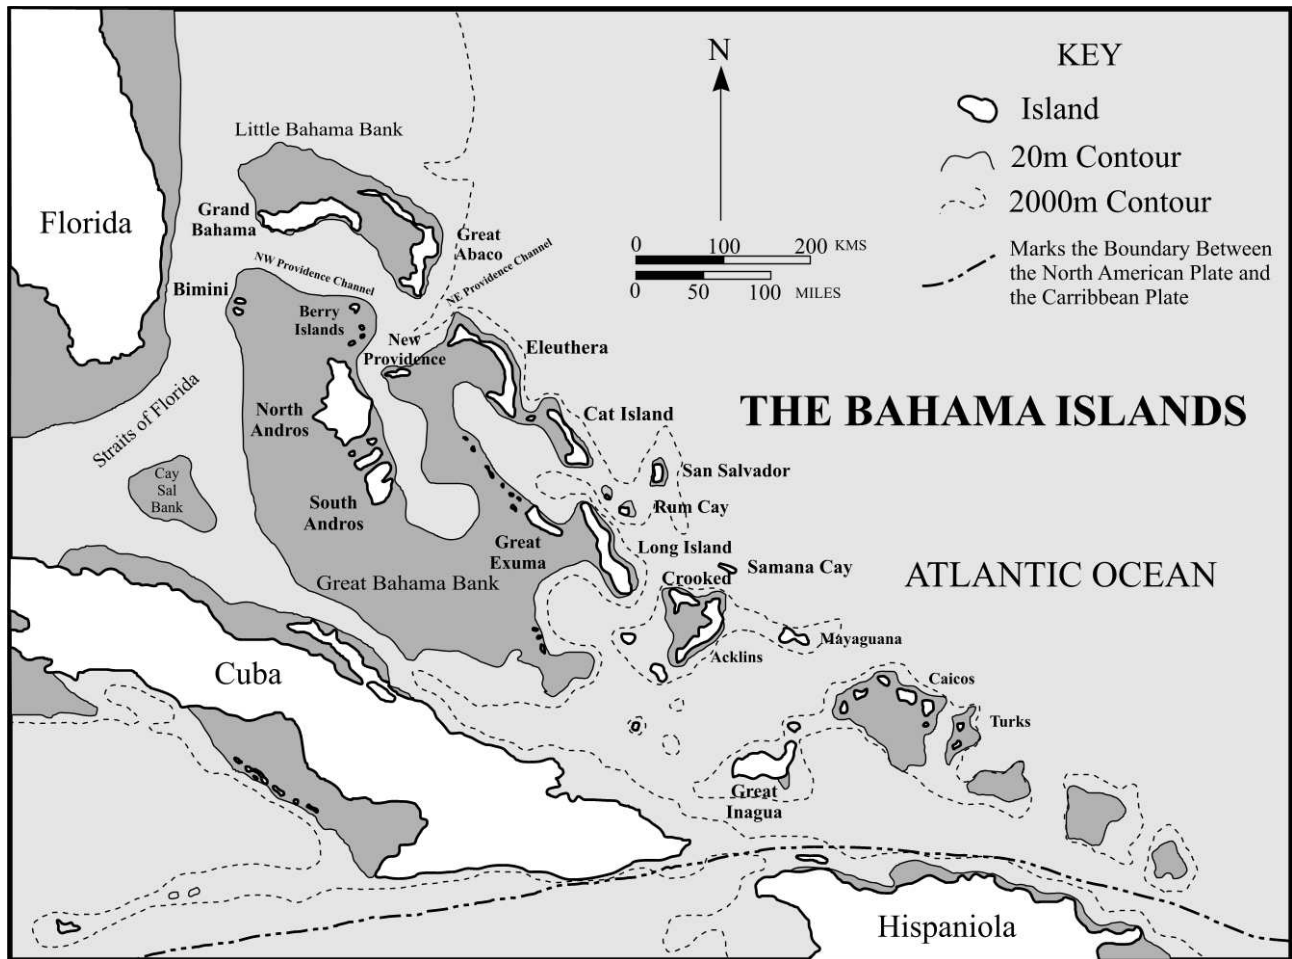 N
KEY
Island
20m Contour
2000m Contour
Marks the Boundary Between
the North American Plate and
the Carribbean Plate
0 100 200 KMS
0 50 100 MILES
THE BAHAMA ISLANDS
ATLANTIC OCEAN
Little Bahama Bank
Florida
Grand
Bahama
Great
Abaco
NW Providence Channel
NE Providence Channel
Bimini
Berry
Islands
New
Providence
Eleuthera
Straits of Florida
North
Andros
Cat Island
Cay
Sal
Bank
San Salvador
Rum Cay
South
Andros
Great
Exuma
Long Island
Great Bahama Bank
Crooked
Samana Cay
Acklins
Mayaguana
Cuba
Caicos
Turks
Great
Inagua
Hispaniola